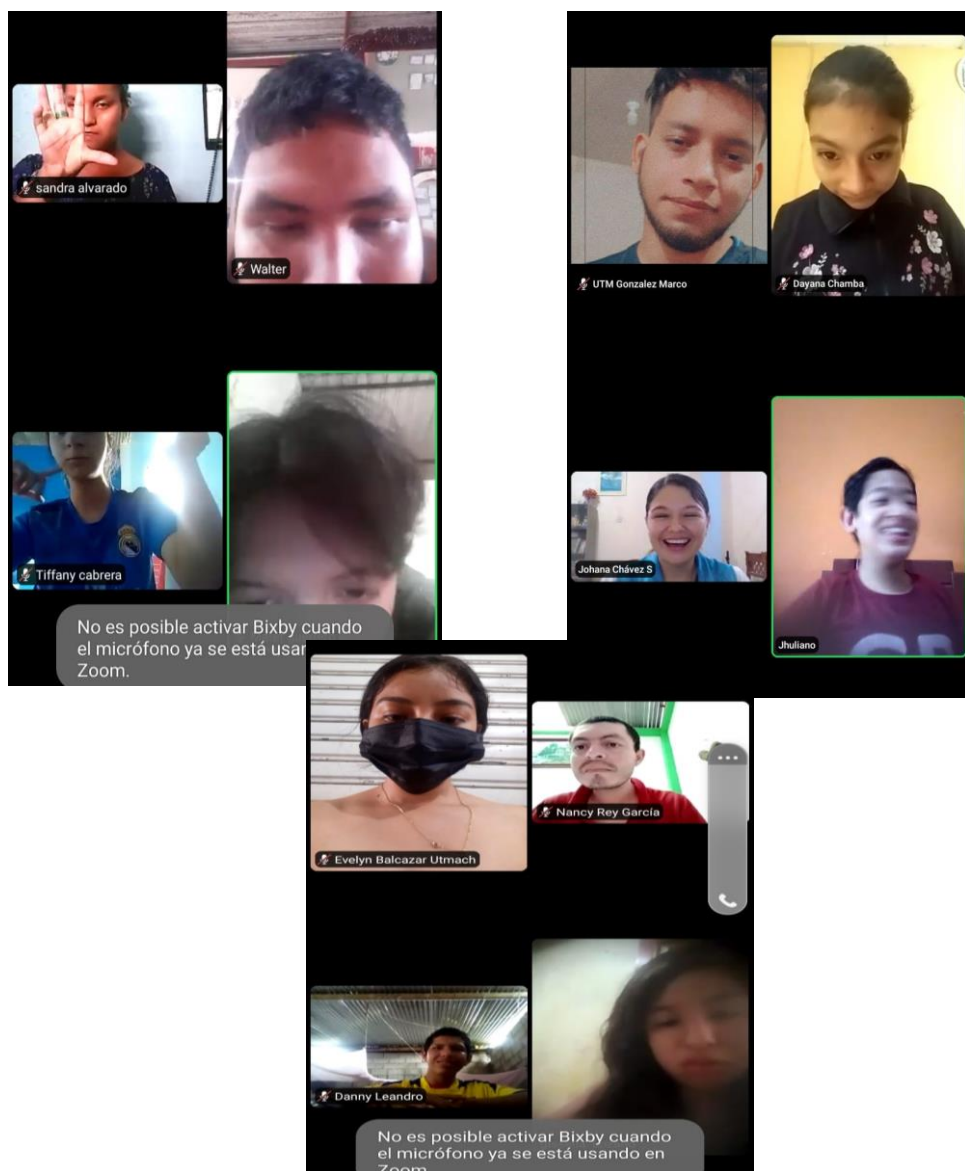 sandra alvarado
Walter
Tiffany cabrera
No es posible activar Bixby cuando
el micrófono ya se está usan
Zoom.
UTM Gonzalez Marco
Dayana Chamba
Johana Chávez S
Jhuliano
Evelyn Balcazar Utmach
Nancy Rey García
Danny Leandro
No es posible activar Bixby cuando
el micrófono ya se está usando en
Zoom